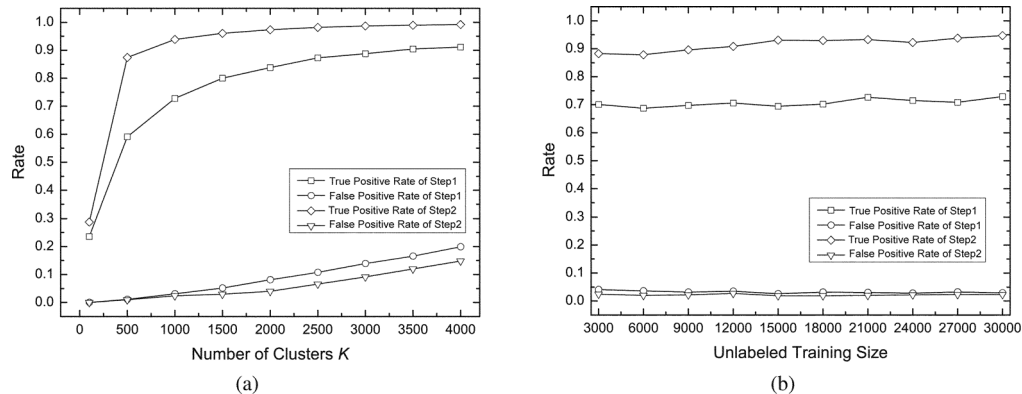 1.0
0.9
0.8
0.7
0.6
0.5
0.4
0.3
0.2
0.1
0.0
Rate
True Positive Rate of Step1
False Positive Rate of Step1
True Positive Rate of Step2
False Positive Rate of Step2
0 500 1000 1500 2000 2500 3000 3500 4000
Number of Clusters K
(a)
1.0
0.9
0.8
0.7
0.6
0.5
0.4
0.3
0.2
0.1
0.0
Rate
True Positive Rate of Step1
False Positive Rate of Step1
True Positive Rate of Step2
False Positive Rate of Step2
3000 6000 9000 12000 15000 18000 21000 24000 27000 30000
Unlabeled Training Size
(b)